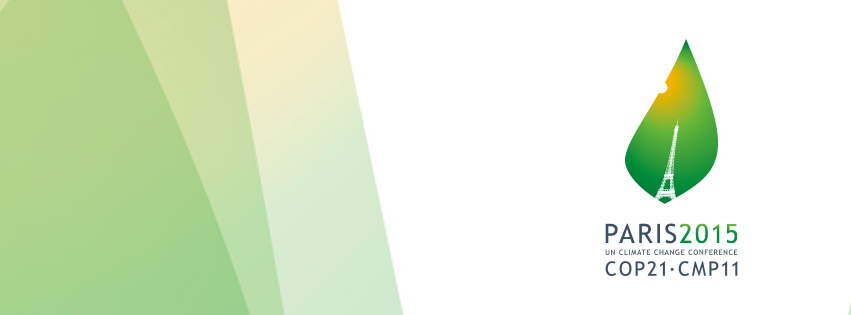 PARIS2015
UN CLIMATE CHANGE CONFERENCE
COP21·CMP11